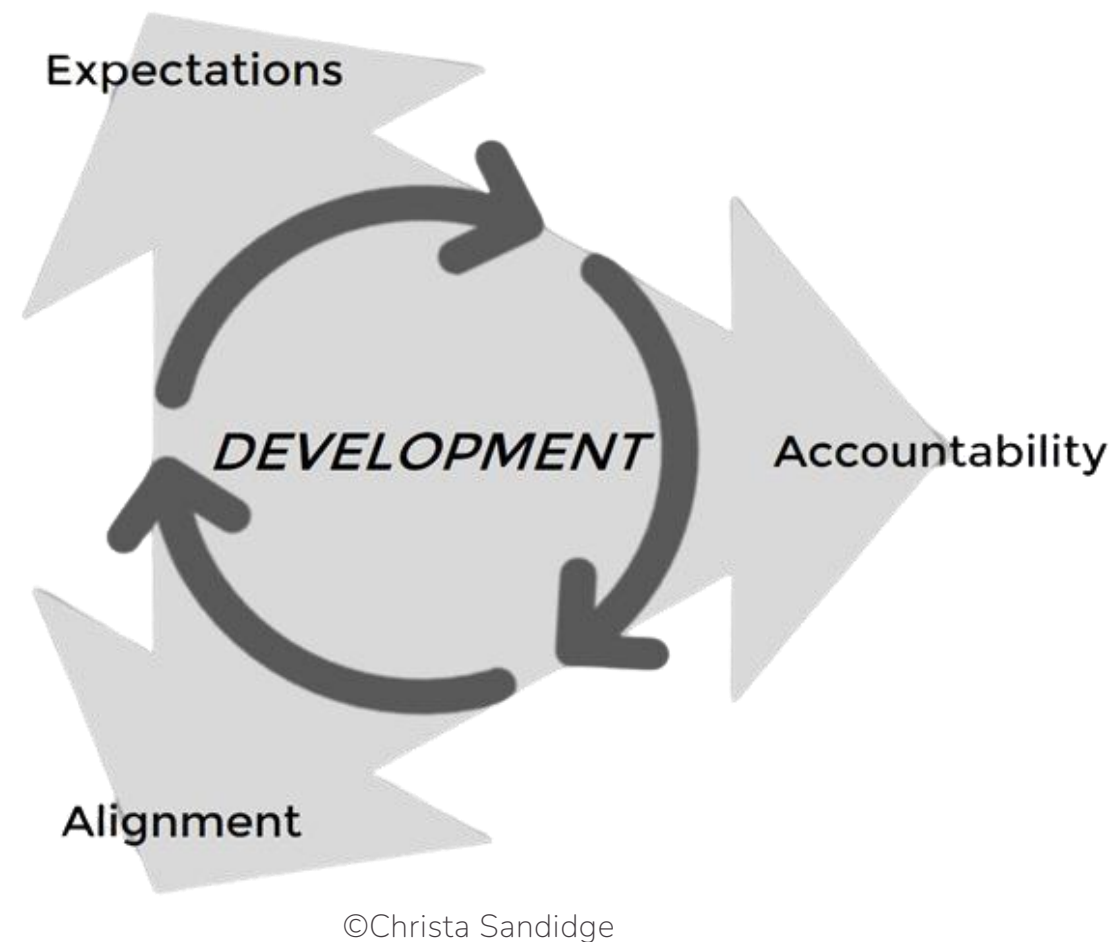 Expectations
DEVELOPMENT
Accountability
Alignment
©Christa Sandidge